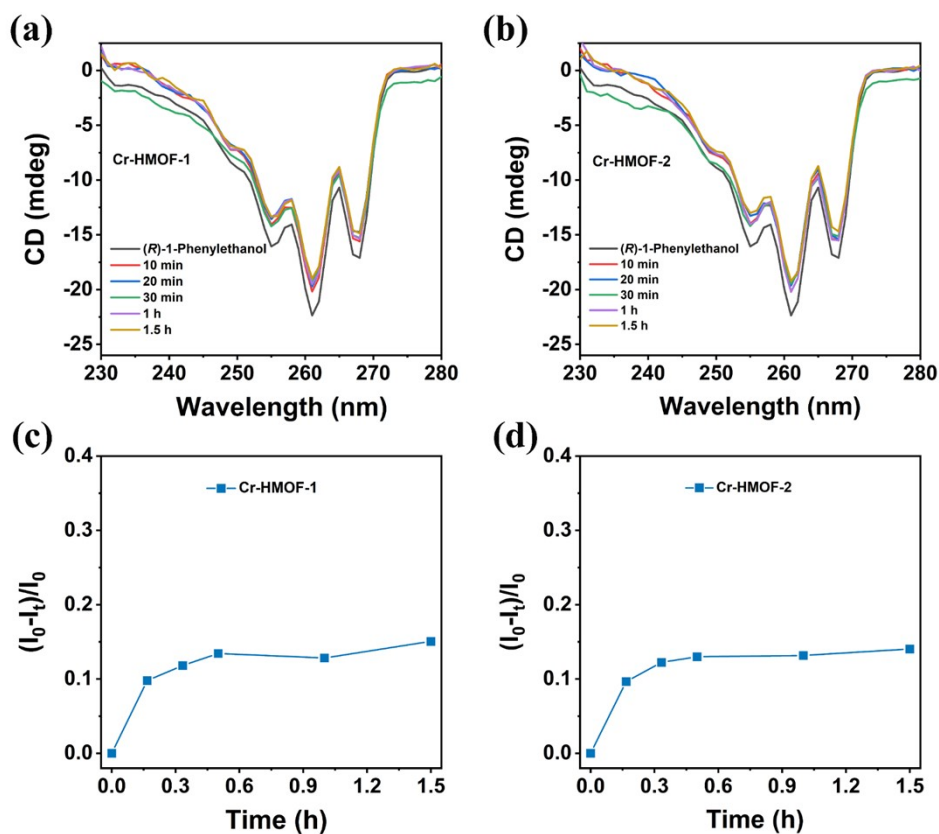 (a)
CD (mdeg)
0
-5
-10
-15
-20
-25
Cr-HMOF-1
(R)-1-Phenylethanol
10 min
20 min
30 min
1 h
1.5 h
230 240 250 260 270 280
Wavelength (nm)
(b)
CD (mdeg)
0
-5
-10
-15
-20
-25
Cr-HMOF-2
(R)-1-Phenylethanol
10 min
20 min
30 min
1 h
1.5 h
230 240 250 260 270 280
Wavelength (nm)
(c)
(I₀-Iₜ)/I₀
0.4
0.3
0.2
0.1
0.0
Cr-HMOF-1
0.0 0.3 0.6 0.9 1.2 1.5
Time (h)
(d)
(I₀-Iₜ)/I₀
0.4
0.3
0.2
0.1
0.0
Cr-HMOF-2
0.0 0.3 0.6 0.9 1.2 1.5
Time (h)